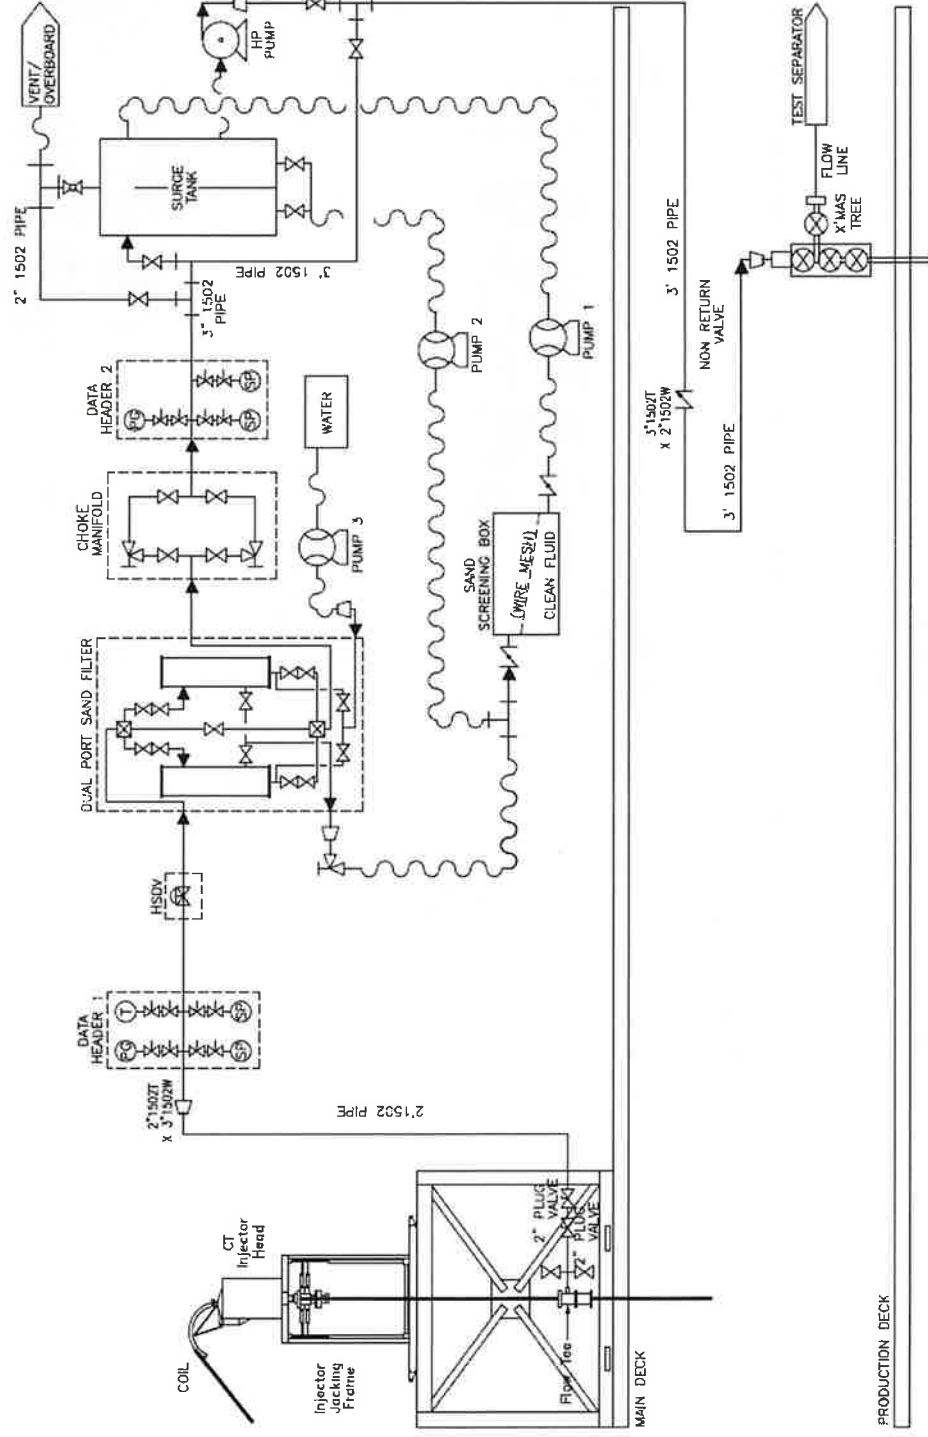 COIL
CT
Injector
Head
Injector
Jacking
Frame
Flow Tee
2" PLUG
VALVE
2" PLUG
VALVE
MAIN DECK
PRODUCTION DECK
2"1502T
X 3"1502W
2'1502 PIPE
DATA
HEADER 1
PG
T
SP
SP
HSDV
DUAL PORT SAND FILTER
CHOKE
MANIFOLD
DATA
HEADER 2
PG
SP
SP
WATER
PUMP 3
3" 1502
PIPE
3' 1502 PIPE
2" 1502 PIPE
VENT/
OVERBOARD
SURGE
TANK
HP
PUMP
PUMP 2
PUMP 1
SAND
SCREENING BOX
(WIRE MESH)
CLEAN FLUID
3"1502T
X 2"1502W
3' 1502 PIPE
3' 1502 PIPE
NON RETURN
VALVE
TEST SEPARATOR
FLOW
LINE
X'MAS
TREE